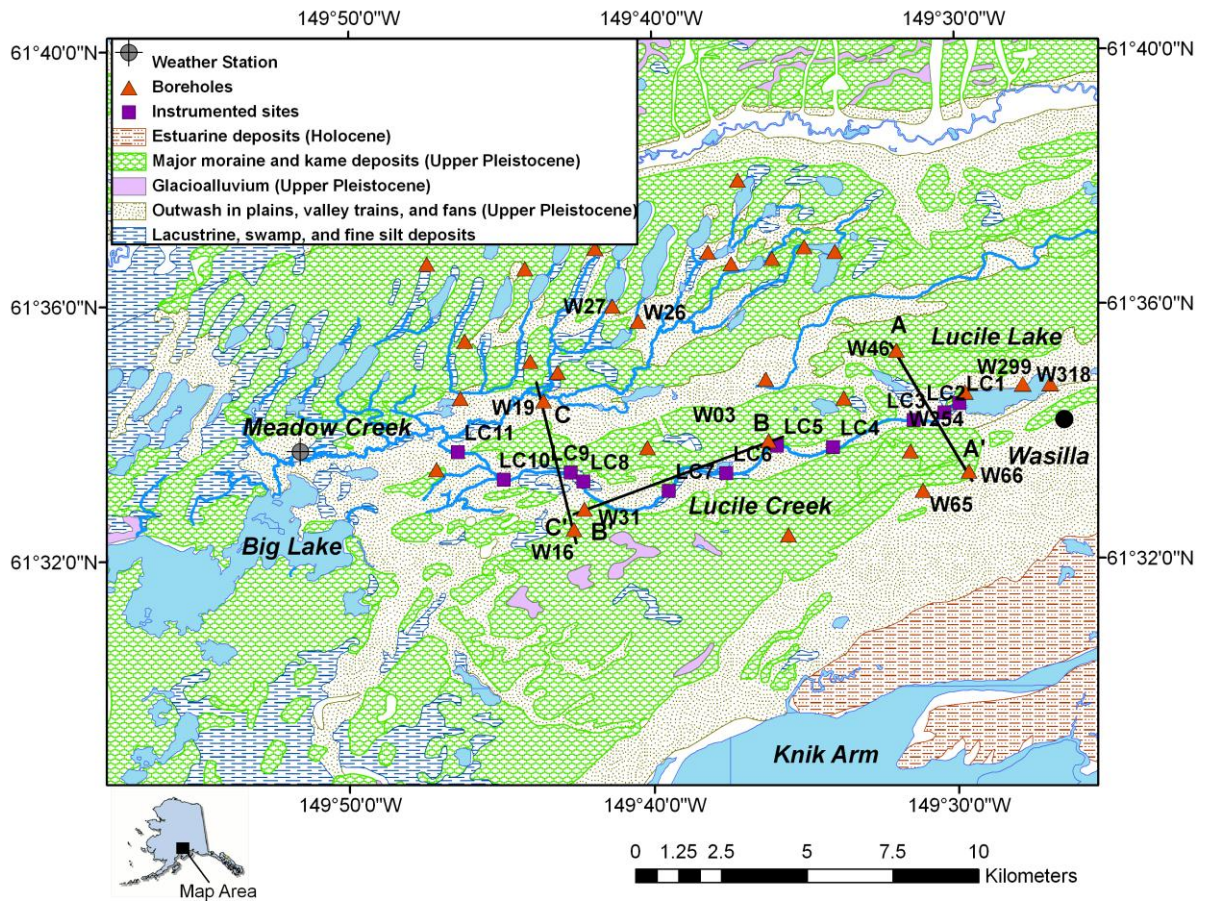 149°50'0"W 149°40'0"W 149°30'0"W
61°40'0"N 61°40'0"N
Weather Station
Boreholes
Instrumented sites
Estuarine deposits (Holocene)
Major moraine and kame deposits (Upper Pleistocene)
Glacioalluvium (Upper Pleistocene)
Outwash in plains, valley trains, and fans (Upper Pleistocene)
Lacustrine, swamp, and fine silt deposits
61°36'0"N W27 W26 61°36'0"N
A Lucile Lake
W46 W299 W318
LC1
LC2
LC3
W19 C W03 W254
Meadow Creek B LC5 LC4 Wasilla
LC11 LC9 LC6 A'
LC10 LC8 LC7 W66
Lucile Creek W65
W31
C' B'
Big Lake W16
61°32'0"N 61°32'0"N
Knik Arm
149°50'0"W 149°40'0"W 149°30'0"W
0 1.25 2.5 5 7.5 10
Kilometers
Map Area